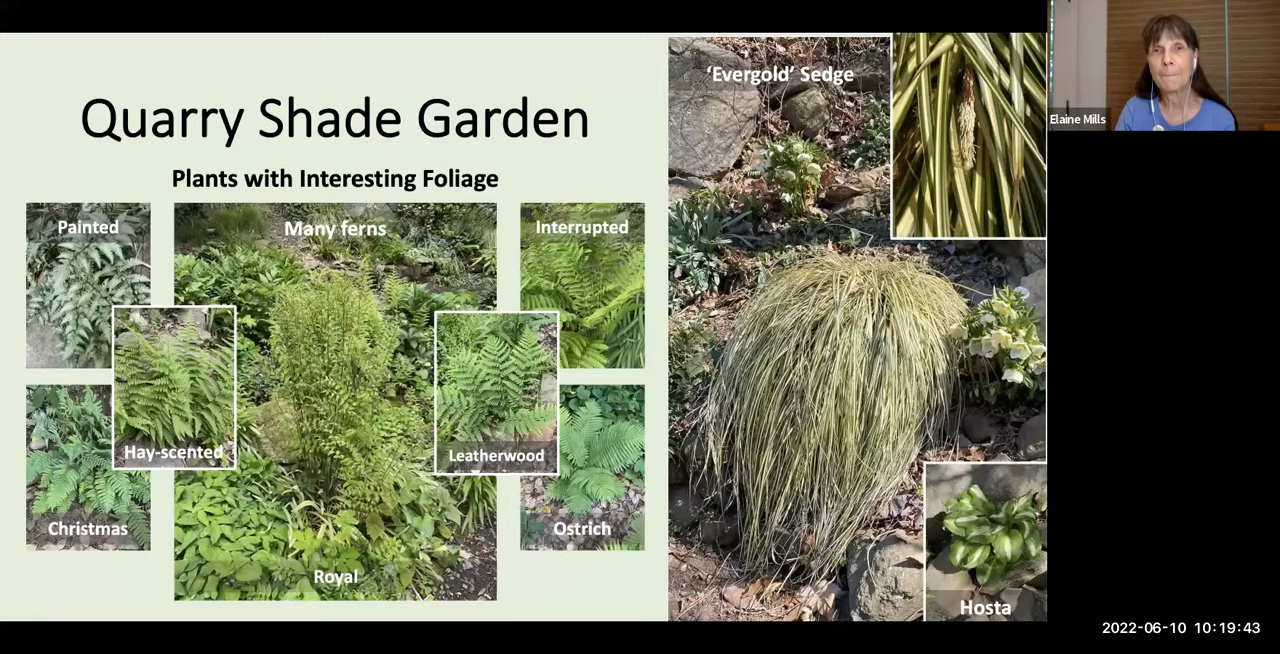 Quarry Shade Garden
Plants with Interesting Foliage
Painted
Many ferns
Interrupted
Hay-scented
Leatherwood
Christmas
Ostrich
Royal
‘Evergold’ Sedge
Hosta
Elaine Mills
2022-06-10 10:19:43